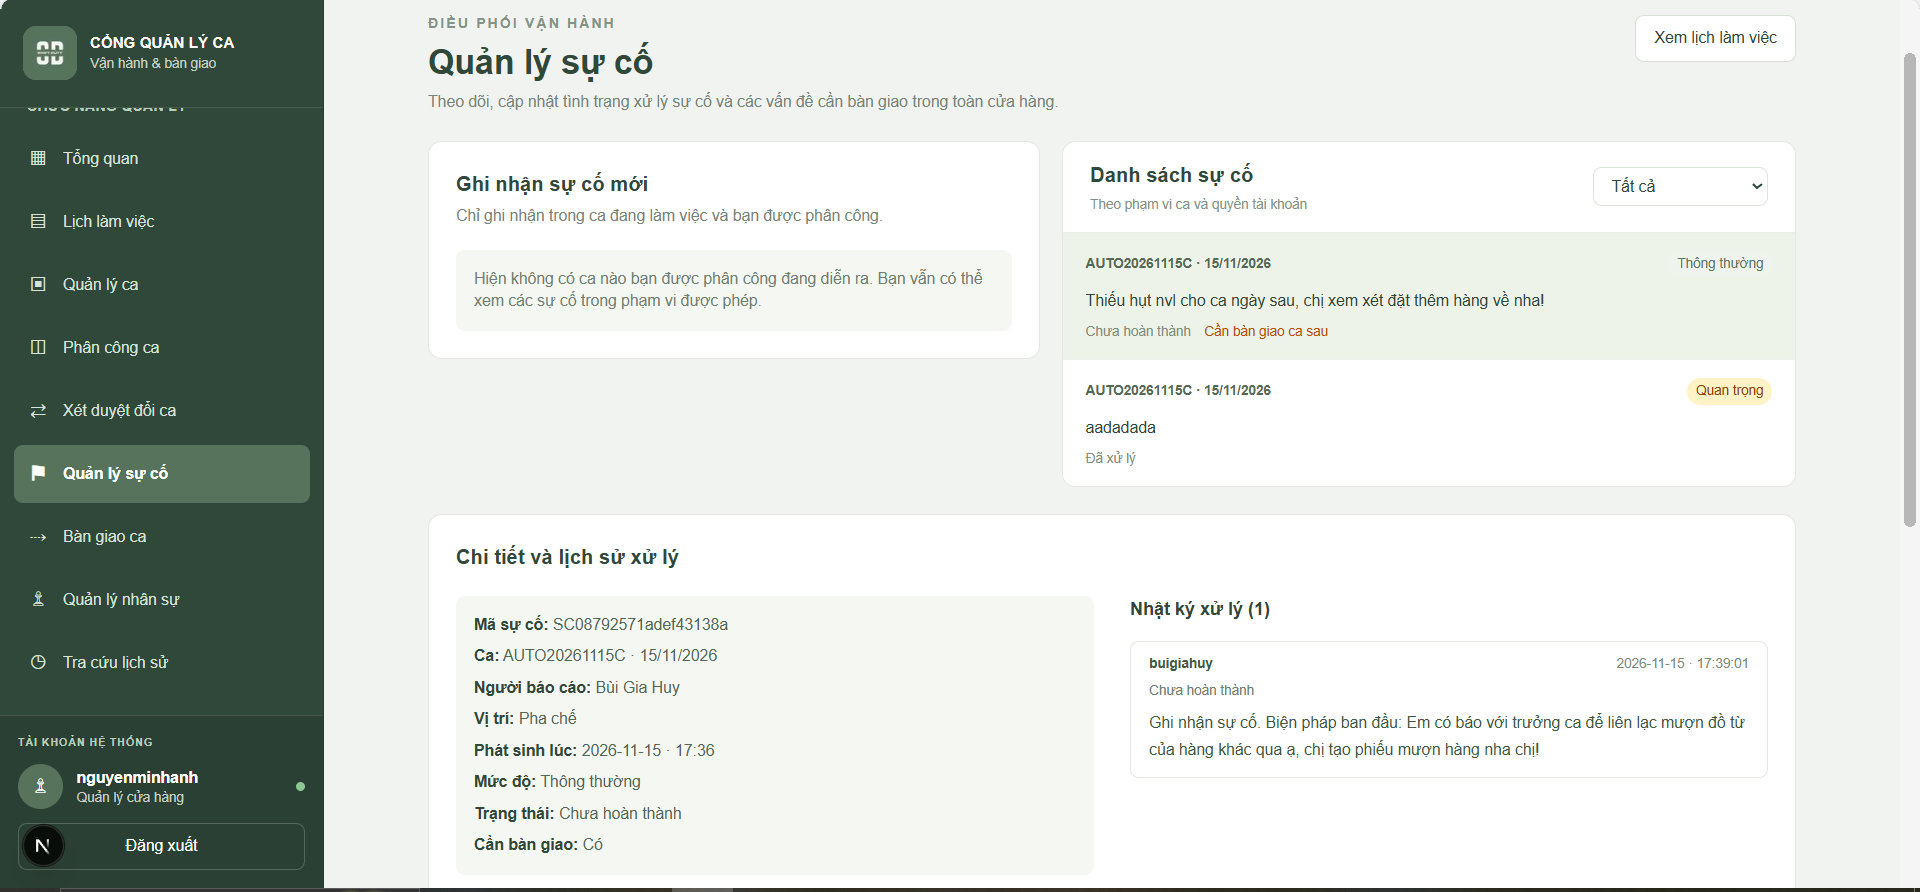 CỔNG QUẢN LÝ CA
Vận hành & bàn giao
CHỨC NĂNG QUẢN LÝ
Tổng quan
Lịch làm việc
Quản lý ca
Phân công ca
Xét duyệt đổi ca
Quản lý sự cố
Bàn giao ca
Quản lý nhân sự
Tra cứu lịch sử
TÀI KHOẢN HỆ THỐNG
nguyenminhanh
Quản lý cửa hàng
N
Đăng xuất
ĐIỀU PHỐI VẬN HÀNH
Quản lý sự cố
Theo dõi, cập nhật tình trạng xử lý sự cố và các vấn đề cần bàn giao trong toàn cửa hàng.
Xem lịch làm việc
Ghi nhận sự cố mới
Chỉ ghi nhận trong ca đang làm việc và bạn được phân công.
Hiện không có ca nào bạn được phân công đang diễn ra. Bạn vẫn có thể
xem các sự cố trong phạm vi được phép.
Danh sách sự cố
Theo phạm vi ca và quyền tài khoản
Tất cả
AUTO20261115C · 15/11/2026
Thông thường
Thiếu hụt nvl cho ca ngày sau, chị xem xét đặt thêm hàng về nha!
Chưa hoàn thành Cần bàn giao ca sau
AUTO20261115C · 15/11/2026
Quan trọng
aadadada
Đã xử lý
Chi tiết và lịch sử xử lý
Mã sự cố: SC08792571adef43138a
Ca: AUTO20261115C · 15/11/2026
Người báo cáo: Bùi Gia Huy
Vị trí: Pha chế
Phát sinh lúc: 2026-11-15 · 17:36
Mức độ: Thông thường
Trạng thái: Chưa hoàn thành
Cần bàn giao: Có
Nhật ký xử lý (1)
buigiahuy
2026-11-15 · 17:39:01
Chưa hoàn thành
Ghi nhận sự cố. Biện pháp ban đầu: Em có báo với trưởng ca để liên lạc mượn đồ từ
của hàng khác qua ạ, chị tạo phiếu mượn hàng nha chị!